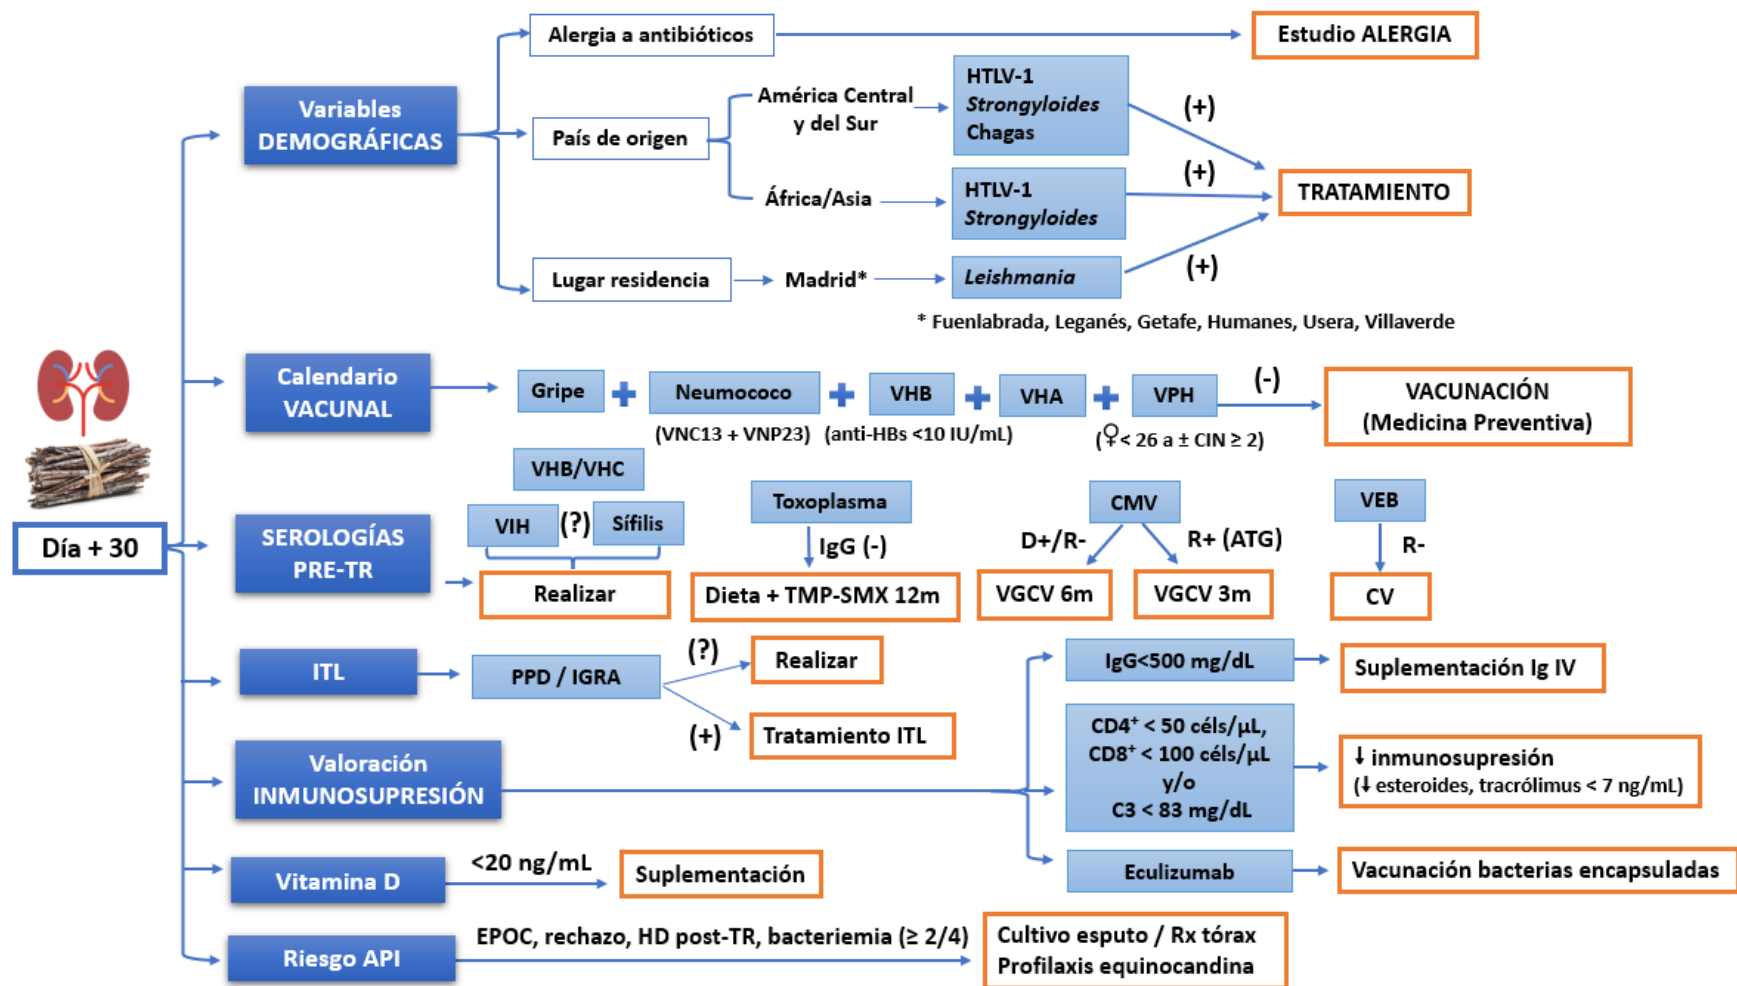 Alergia a antibióticos
Estudio ALERGIA
Variables
DEMOGRÁFICAS
País de origen
América Central
y del Sur
HTLV-1
Strongyloides
Chagas
(+)
África/Asia
HTLV-1
Strongyloides
(+)
TRATAMIENTO
Lugar residencia
Madrid*
Leishmania
(+)
* Fuenlabrada, Leganés, Getafe, Humanes, Usera, Villaverde
Calendario
VACUNAL
Gripe
+
Neumococo
(VNC13 + VNP23)
+
VHB
(anti-HBs <10 IU/mL)
+
VHA
+
VPH
(♀< 26 a ± CIN ≥ 2)
(-)
VACUNACIÓN
(Medicina Preventiva)
Día + 30
SEROLOGÍAS
PRE-TR
VHB/VHC
VIH
(?)
Sífilis
Realizar
Toxoplasma
IgG (-)
Dieta + TMP-SMX 12m
CMV
D+/R-
R+ (ATG)
VGCV 6m
VGCV 3m
VEB
R-
CV
ITL
PPD / IGRA
(?)
Realizar
(+)
Tratamiento ITL
Valoración
INMUNOSUPRESIÓN
IgG<500 mg/dL
Suplementación Ig IV
CD4⁺ < 50 céls/µL,
CD8⁺ < 100 céls/µL
y/o
C3 < 83 mg/dL
↓ inmunosupresión
(↓ esteroides, tracrólimus < 7 ng/mL)
Eculizumab
Vacunación bacterias encapsuladas
Vitamina D
<20 ng/mL
Suplementación
Riesgo API
EPOC, rechazo, HD post-TR, bacteriemia (≥ 2/4)
Cultivo esputo / Rx tórax
Profilaxis equinocandina